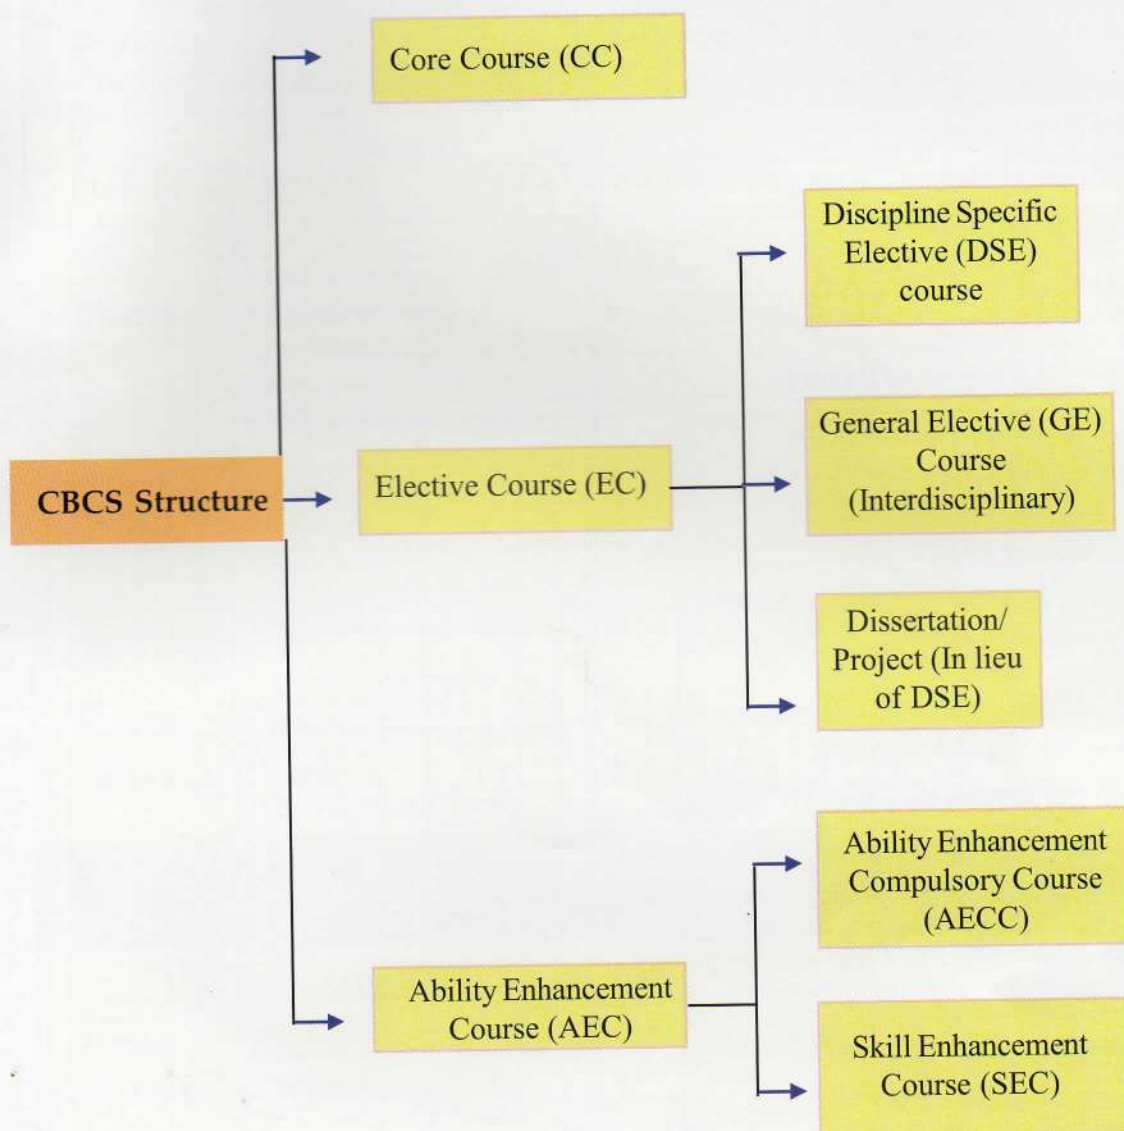 Core Course (CC)
Discipline Specific
Elective (DSE)
course
General Elective (GE)
Course
(Interdisciplinary)
CBCS Structure
Elective Course (EC)
Dissertation/
Project (In lieu
of DSE)
Ability Enhancement
Compulsory Course
(AECC)
Ability Enhancement
Course (AEC)
Skill Enhancement
Course (SEC)